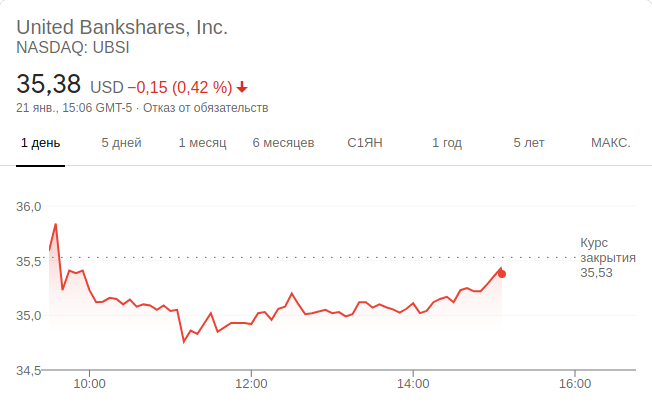 United Bankshares, Inc.
NASDAQ: UBSI
35,38 USD −0,15 (0,42 %)
21 янв., 15:06 GMT-5 · Отказ от обязательств
1 день 5 дней 1 месяц 6 месяцев С1ЯН 1 год 5 лет МАКС.
36,0
Курс
35,5 закрытия
35,53
35,0
34,5
10:00 12:00 14:00 16:00